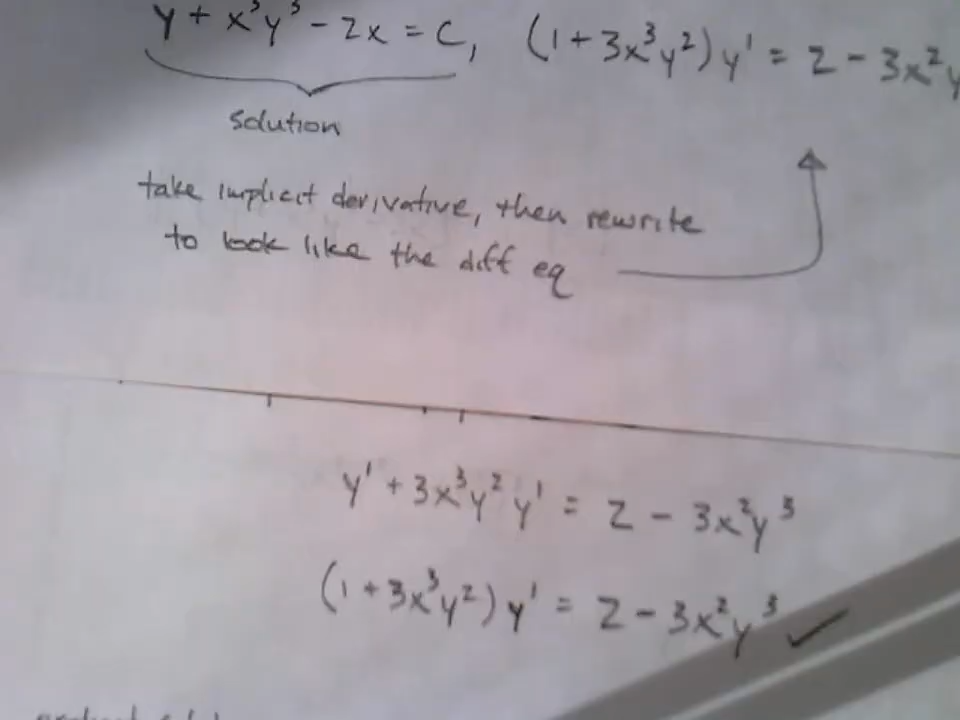 y + x³y³ - 2x = C, (1 + 3x³y²) y' = 2 - 3x²y
solution
take implicit derivative, then rewrite
to look like the diff eq
y' + 3x³y² y' = 2 - 3x²y³
(1 + 3x³y²) y' = 2 - 3x²y³ ✓